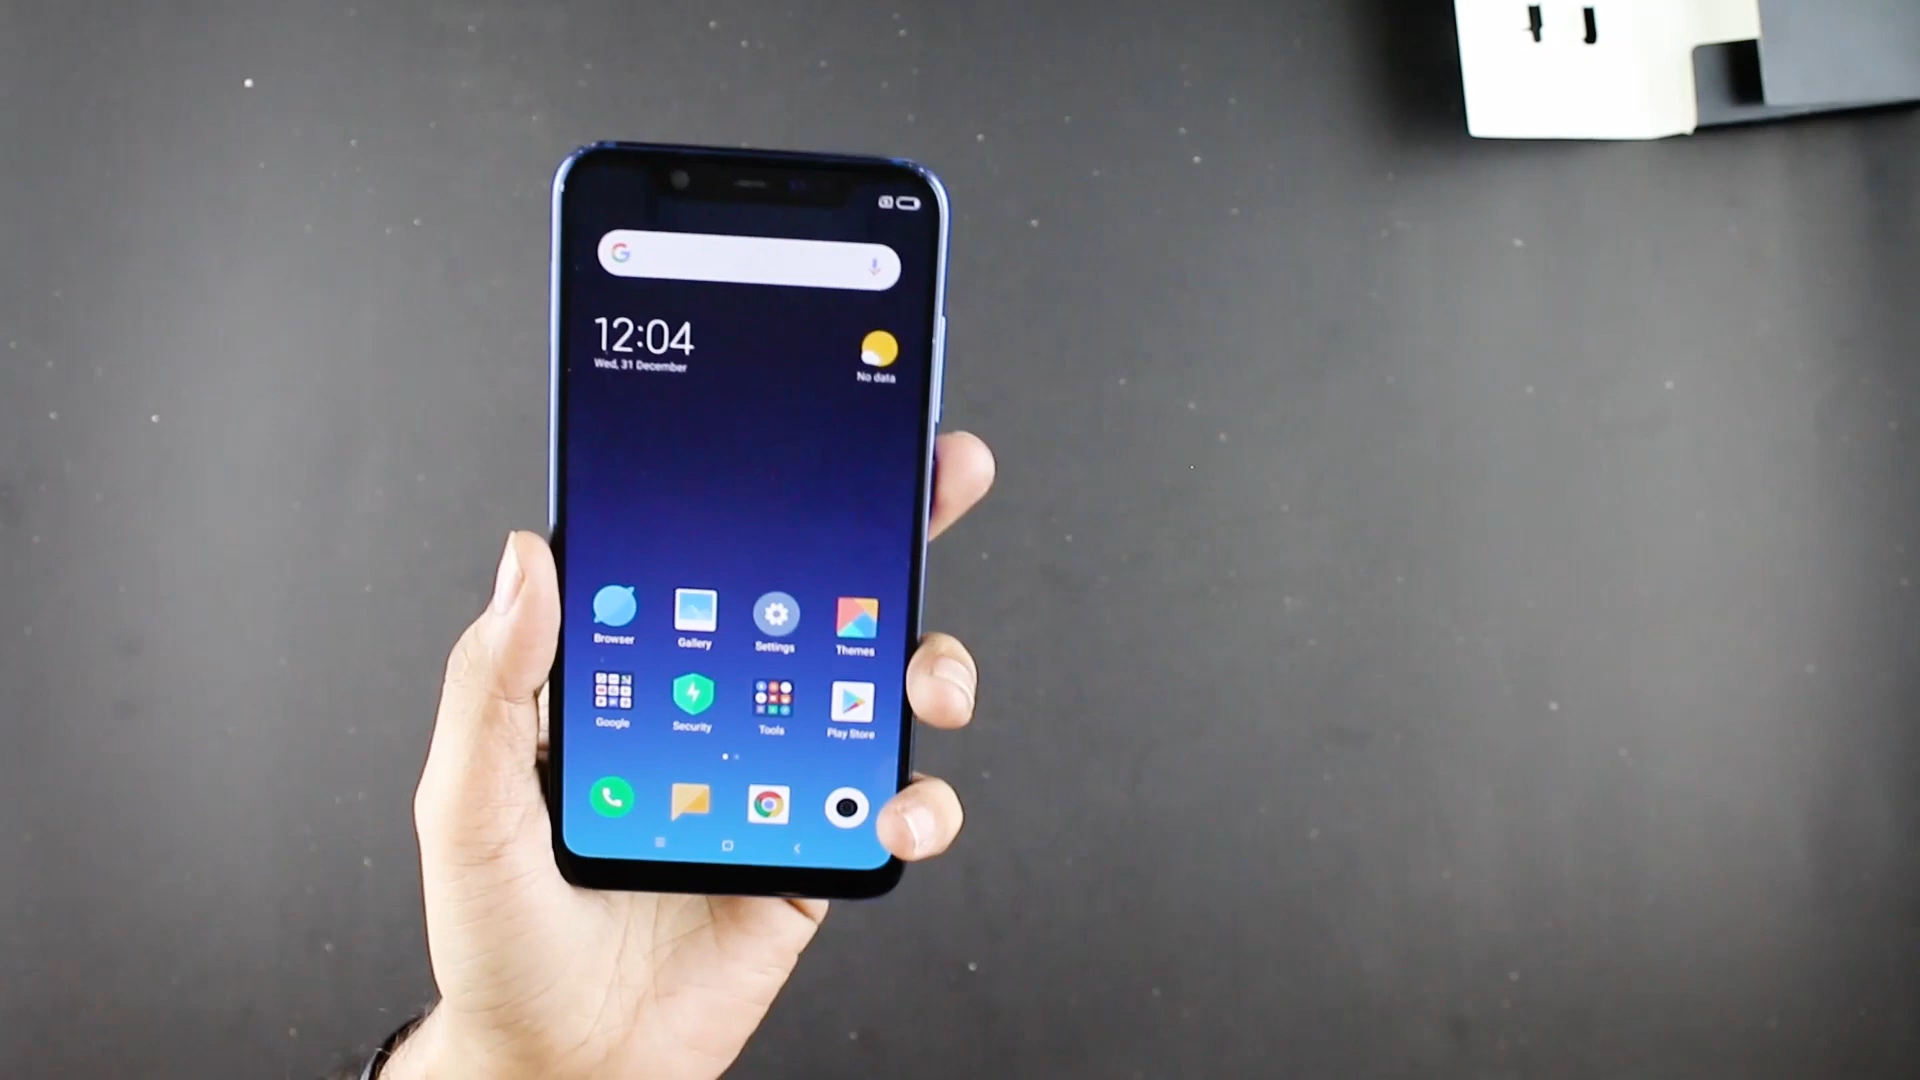 12:04
Wed, 31 December
No data
Browser
Gallery
Settings
Themes
Google
Security
Tools
Play Store